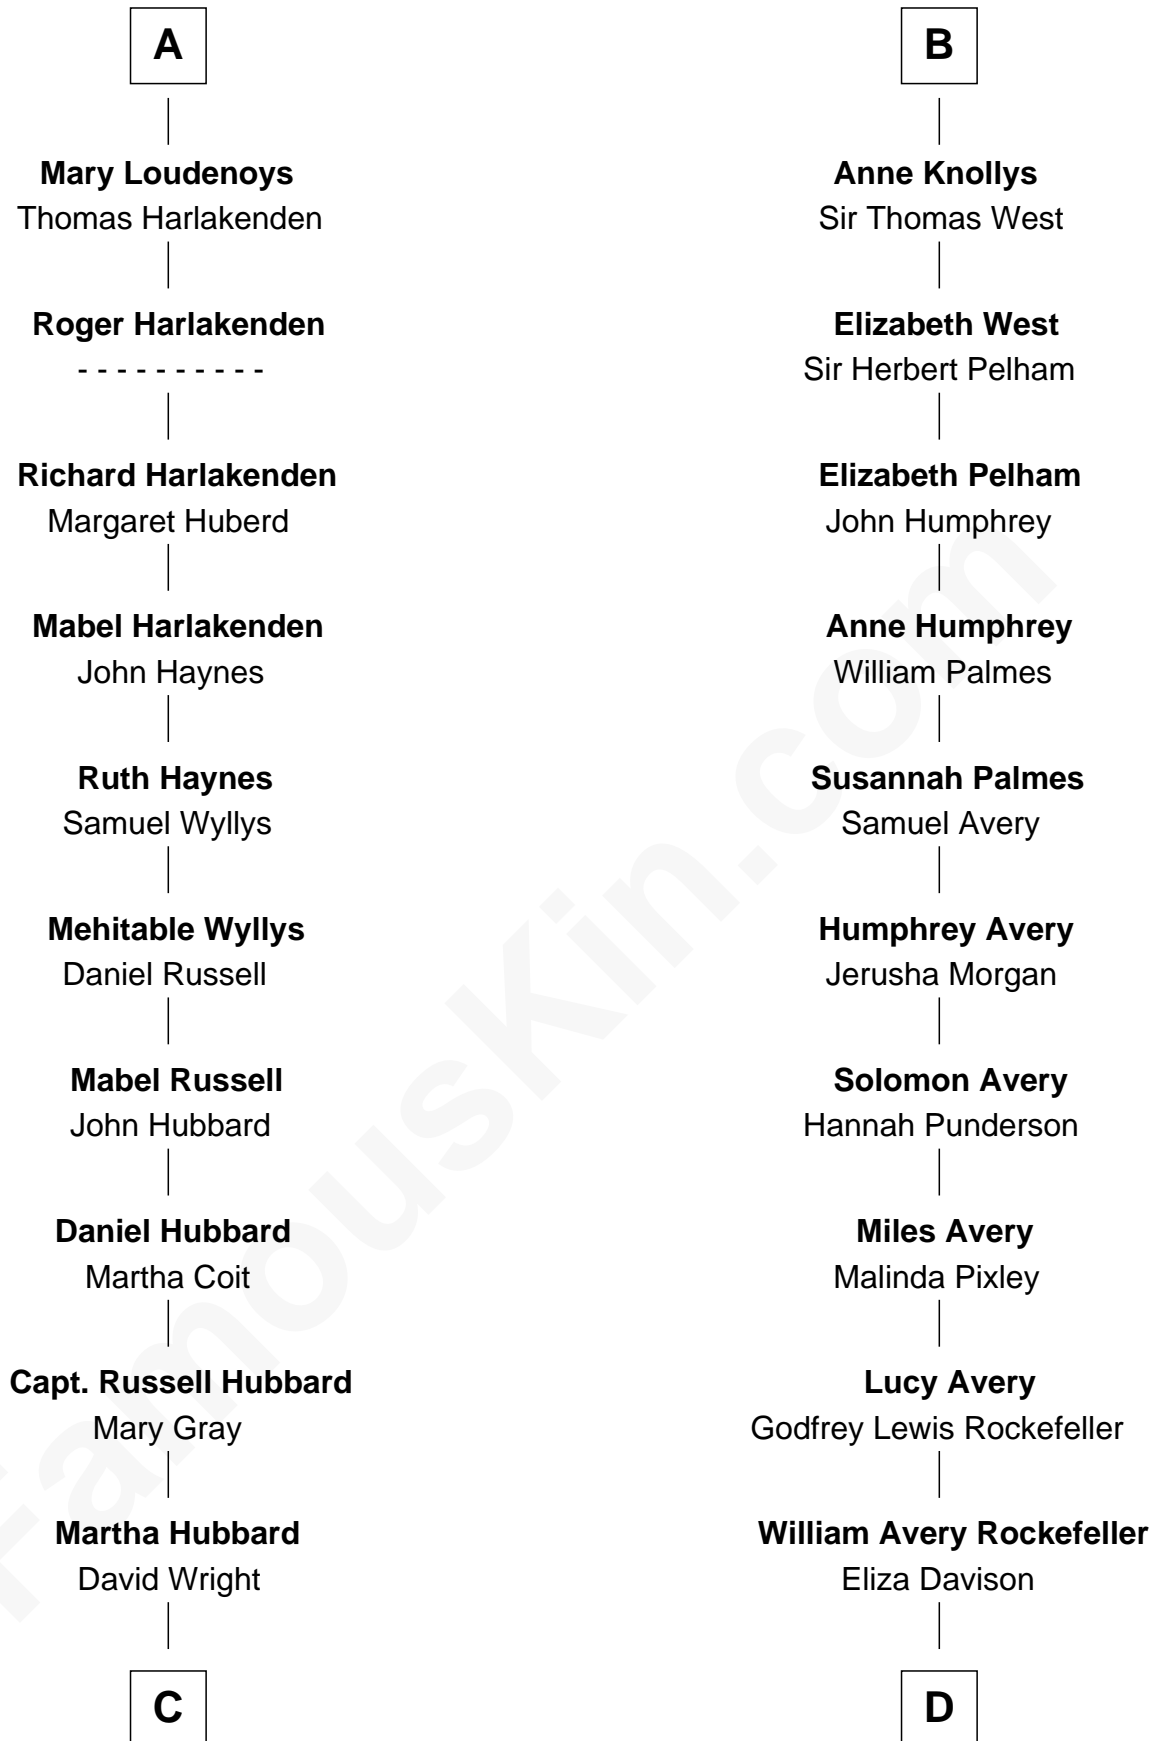 A
Mary Loudenoys
Thomas Harlakenden
Roger Harlakenden
- - - - - - - - - -
Richard Harlakenden
Margaret Huberd
Mabel Harlakenden
John Haynes
Ruth Haynes
Samuel Wyllys
Mehitable Wyllys
Daniel Russell
Mabel Russell
John Hubbard
Daniel Hubbard
Martha Coit
Capt. Russell Hubbard
Mary Gray
Martha Hubbard
David Wright
C
B
Anne Knollys
Sir Thomas West
Elizabeth West
Sir Herbert Pelham
Elizabeth Pelham
John Humphrey
Anne Humphrey
William Palmes
Susannah Palmes
Samuel Avery
Humphrey Avery
Jerusha Morgan
Solomon Avery
Hannah Punderson
Miles Avery
Malinda Pixley
Lucy Avery
Godfrey Lewis Rockefeller
William Avery Rockefeller
Eliza Davison
D
FamousKin.com